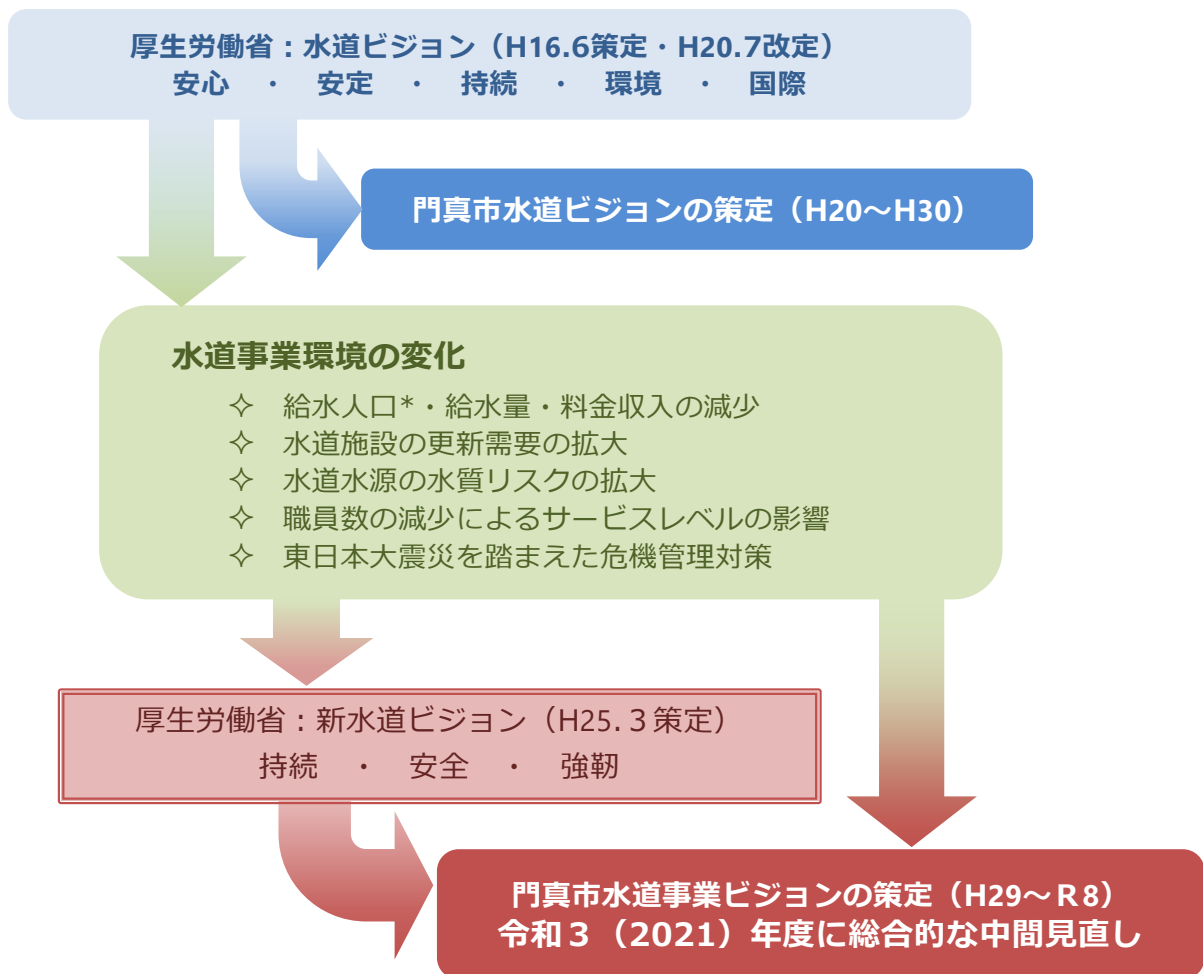 厚生労働省：水道ビジョン（H16.6策定・H20.7改定）
安心　・　安定　・　持続　・　環境　・　国際
門真市水道ビジョンの策定（H20～H30）
水道事業環境の変化
✧　給水人口*・給水量・料金収入の減少
✧　水道施設の更新需要の拡大
✧　水道水源の水質リスクの拡大
✧　職員数の減少によるサービスレベルの影響
✧　東日本大震災を踏まえた危機管理対策
厚生労働省：新水道ビジョン（H25.３策定）
持続　・　安全　・　強靭
門真市水道事業ビジョンの策定（H29～Ｒ8）
令和３（2021）年度に総合的な中間見直し